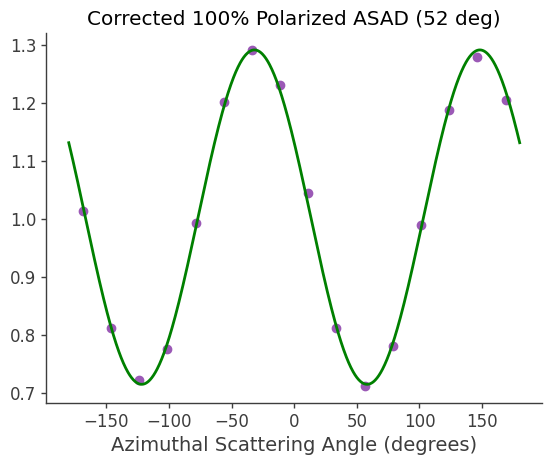 Corrected 100% Polarized ASAD (52 deg)
1.3
1.2
1.1
1.0
0.9
0.8
0.7
−150 −100 −50 0 50 100 150
Azimuthal Scattering Angle (degrees)